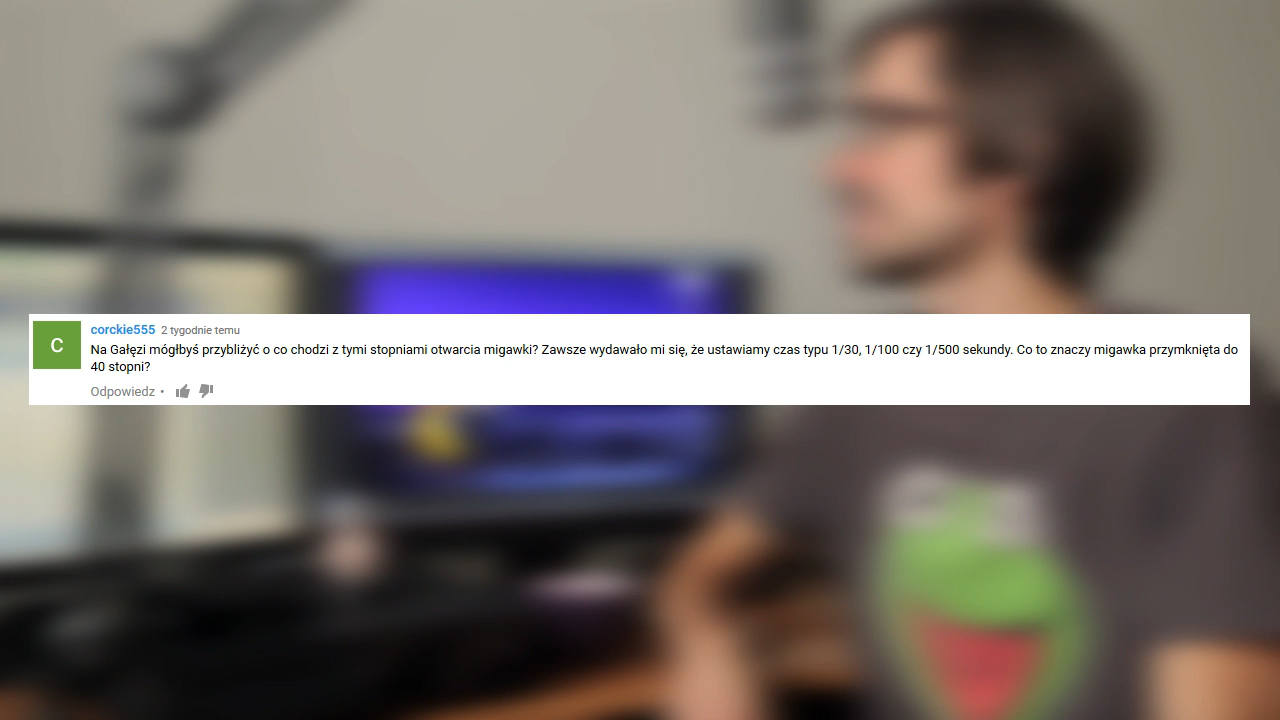 C
corckie555 2 tygodnie temu
Na Gałęzi mógłbyś przybliżyć o co chodzi z tymi stopniami otwarcia migawki? Zawsze wydawało mi się, że ustawiamy czas typu 1/30, 1/100 czy 1/500 sekundy. Co to znaczy migawka przymknięta do
40 stopni?
Odpowiedz •